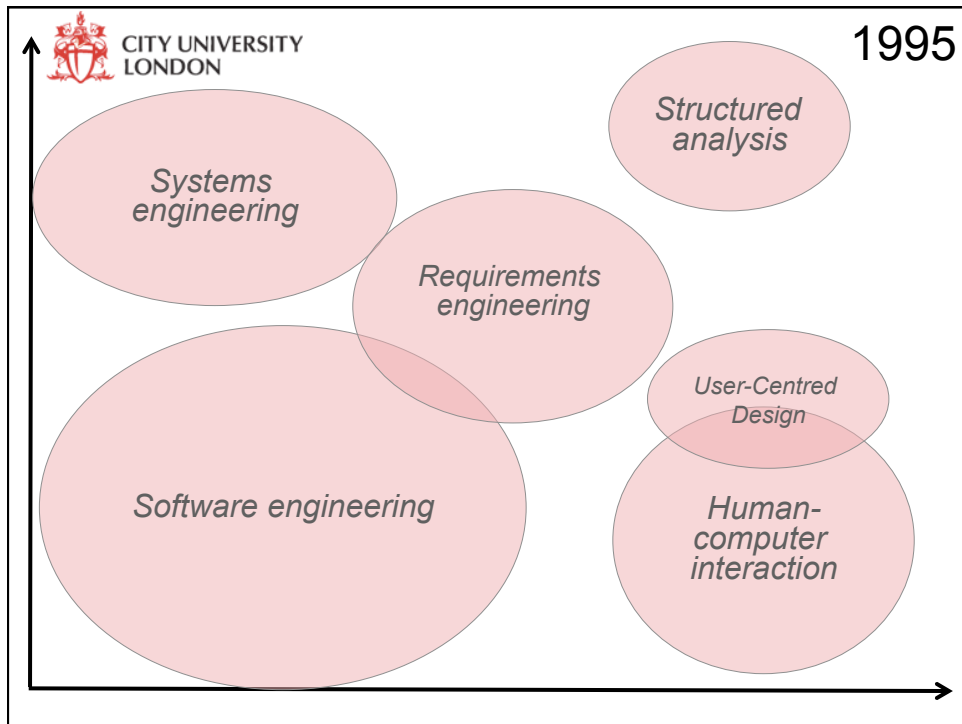 CITY UNIVERSITY
LONDON
1995
Structured
analysis
Systems
engineering
Requirements
engineering
User-Centred
Design
Software engineering
Human-
computer
interaction